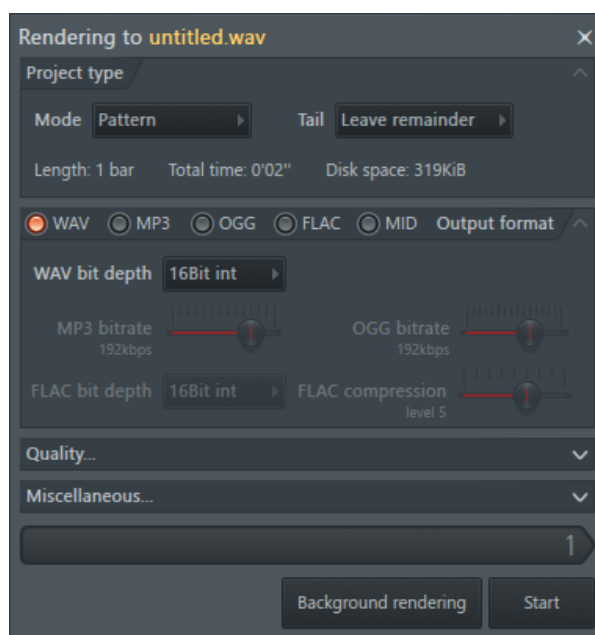 Rendering to untitled.wav
Project type
Mode Pattern Tail Leave remainder
Length: 1 bar Total time: 0'02" Disk space: 319KiB
WAV MP3 OGG FLAC MID Output format
WAV bit depth 16Bit int
MP3 bitrate OGG bitrate
192kbps 192kbps
FLAC bit depth 16Bit int FLAC compression
level 5
Quality...
Miscellaneous...
1
Background rendering Start